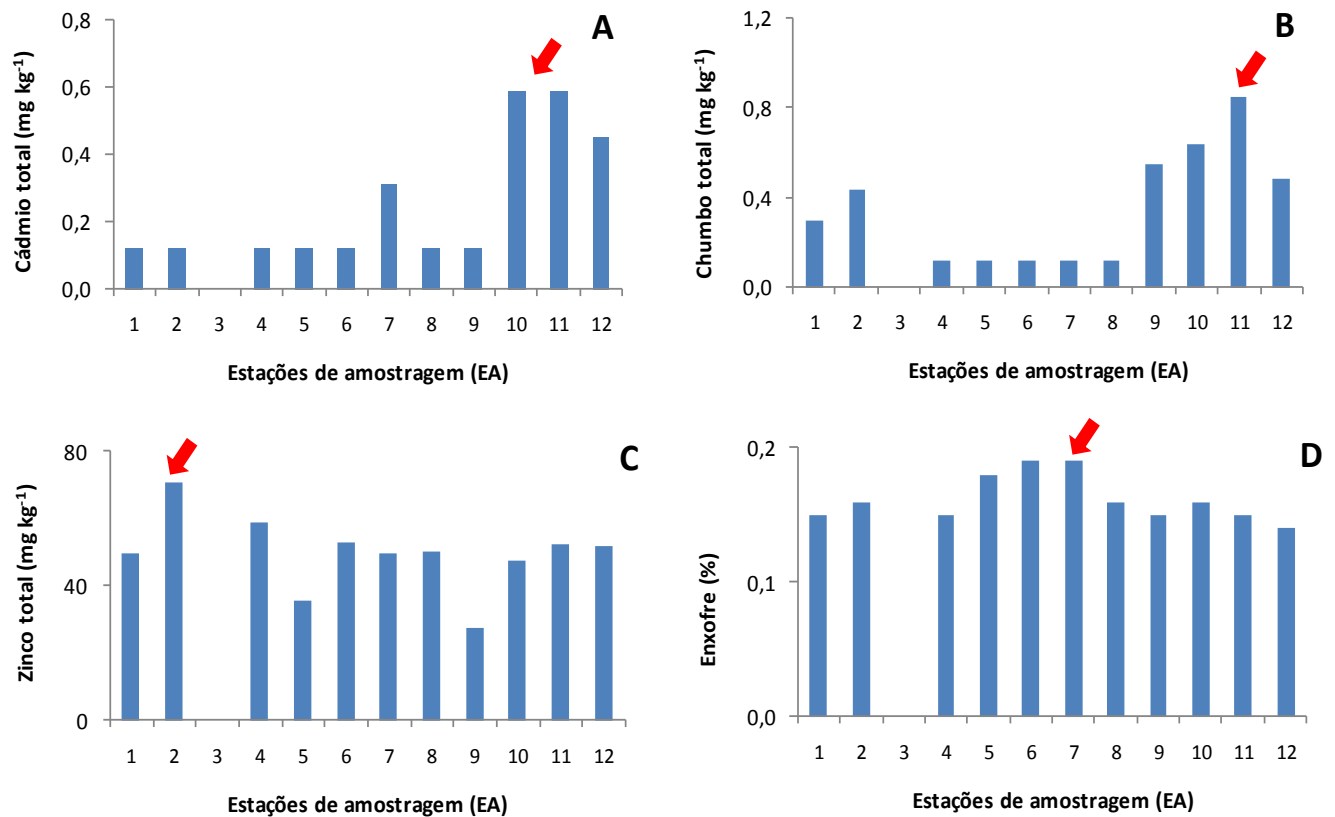 A
Cádmio total (mg kg-1)
0,8
0,6
0,4
0,2
0,0
1 2 3 4 5 6 7 8 9 10 11 12
Estações de amostragem (EA)
B
Chumbo total (mg kg-1)
1,2
0,8
0,4
0,0
1 2 3 4 5 6 7 8 9 10 11 12
Estações de amostragem (EA)
C
Zinco total (mg kg-1)
80
40
0
1 2 3 4 5 6 7 8 9 10 11 12
Estações de amostragem (EA)
D
Enxofre (%)
0,2
0,1
0,0
1 2 3 4 5 6 7 8 9 10 11 12
Estações de amostragem (EA)